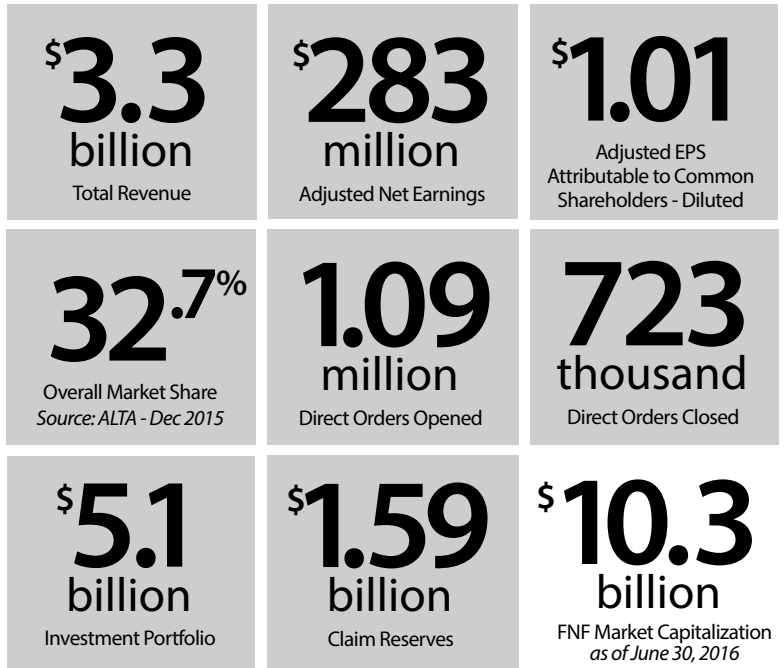 $3.3
billion
Total Revenue
$283
million
Adjusted Net Earnings
$1.01
Adjusted EPS
Attributable to Common
Shareholders - Diluted
32.7%
Overall Market Share
Source: ALTA - Dec 2015
1.09
million
Direct Orders Opened
723
thousand
Direct Orders Closed
$5.1
billion
Investment Portfolio
$1.59
billion
Claim Reserves
$10.3
billion
FNF Market Capitalization
as of June 30, 2016